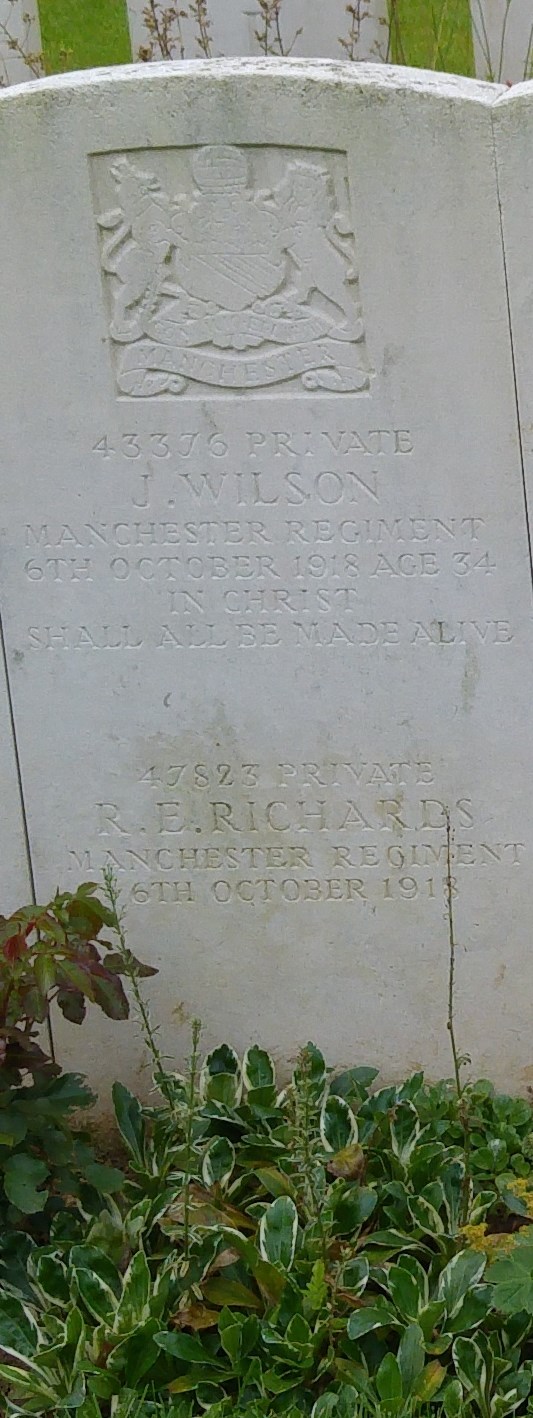 MANCHESTER
43376 PRIVATE
J. WILSON
MANCHESTER REGIMENT
6TH OCTOBER 1918 AGE 34
IN CHRIST
SHALL ALL BE MADE ALIVE
47823 PRIVATE
R. E. RICHARDS
MANCHESTER REGIMENT
6TH OCTOBER 1918